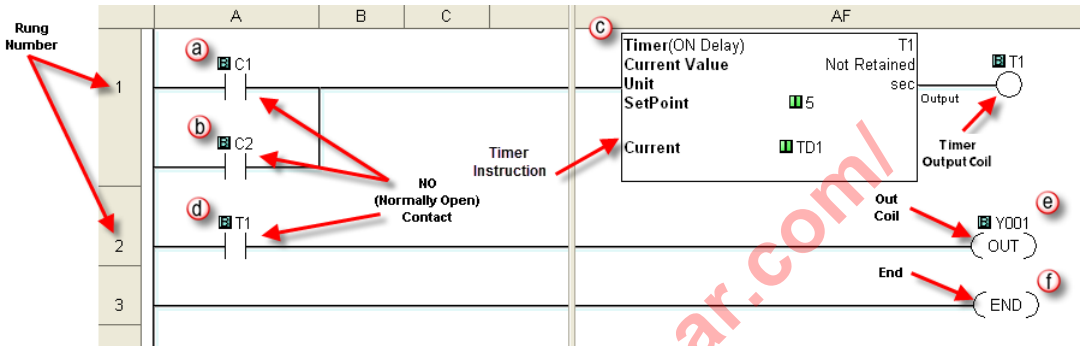 A B C AF
Rung
Number
1
a
B C1
b
B C2
c
Timer(ON Delay) T1
Current Value Not Retained
Unit sec
SetPoint 5
Current TD1
Output
B T1
Timer
Output Coil
Timer
Instruction
NO
(Normally Open)
Contact
2
d
B T1
Out
Coil
e
B Y001
OUT
3
End
f
END
ar.com/